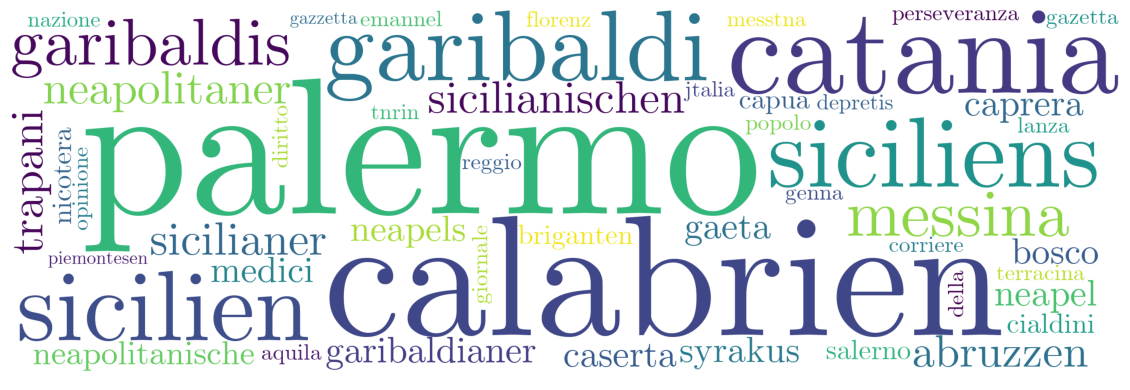 nazione gazzetta emannel florenz messtna perseveranza gazetta
garibaldis garibaldi catania
neapolitaner sicilianischen jtalia capua depretis caprera
tnrin popolo lanza
trapani nicotera opinione diritto palermo reggio siciliens
genna
sicilianer neapels giornale briganten gaeta messina
piemontesen medici corriere bosco
sicilien calabrien della terracina neapel
cialdini
neapolitanische aquila garibaldianer caserta syrakus salerno abruzzen